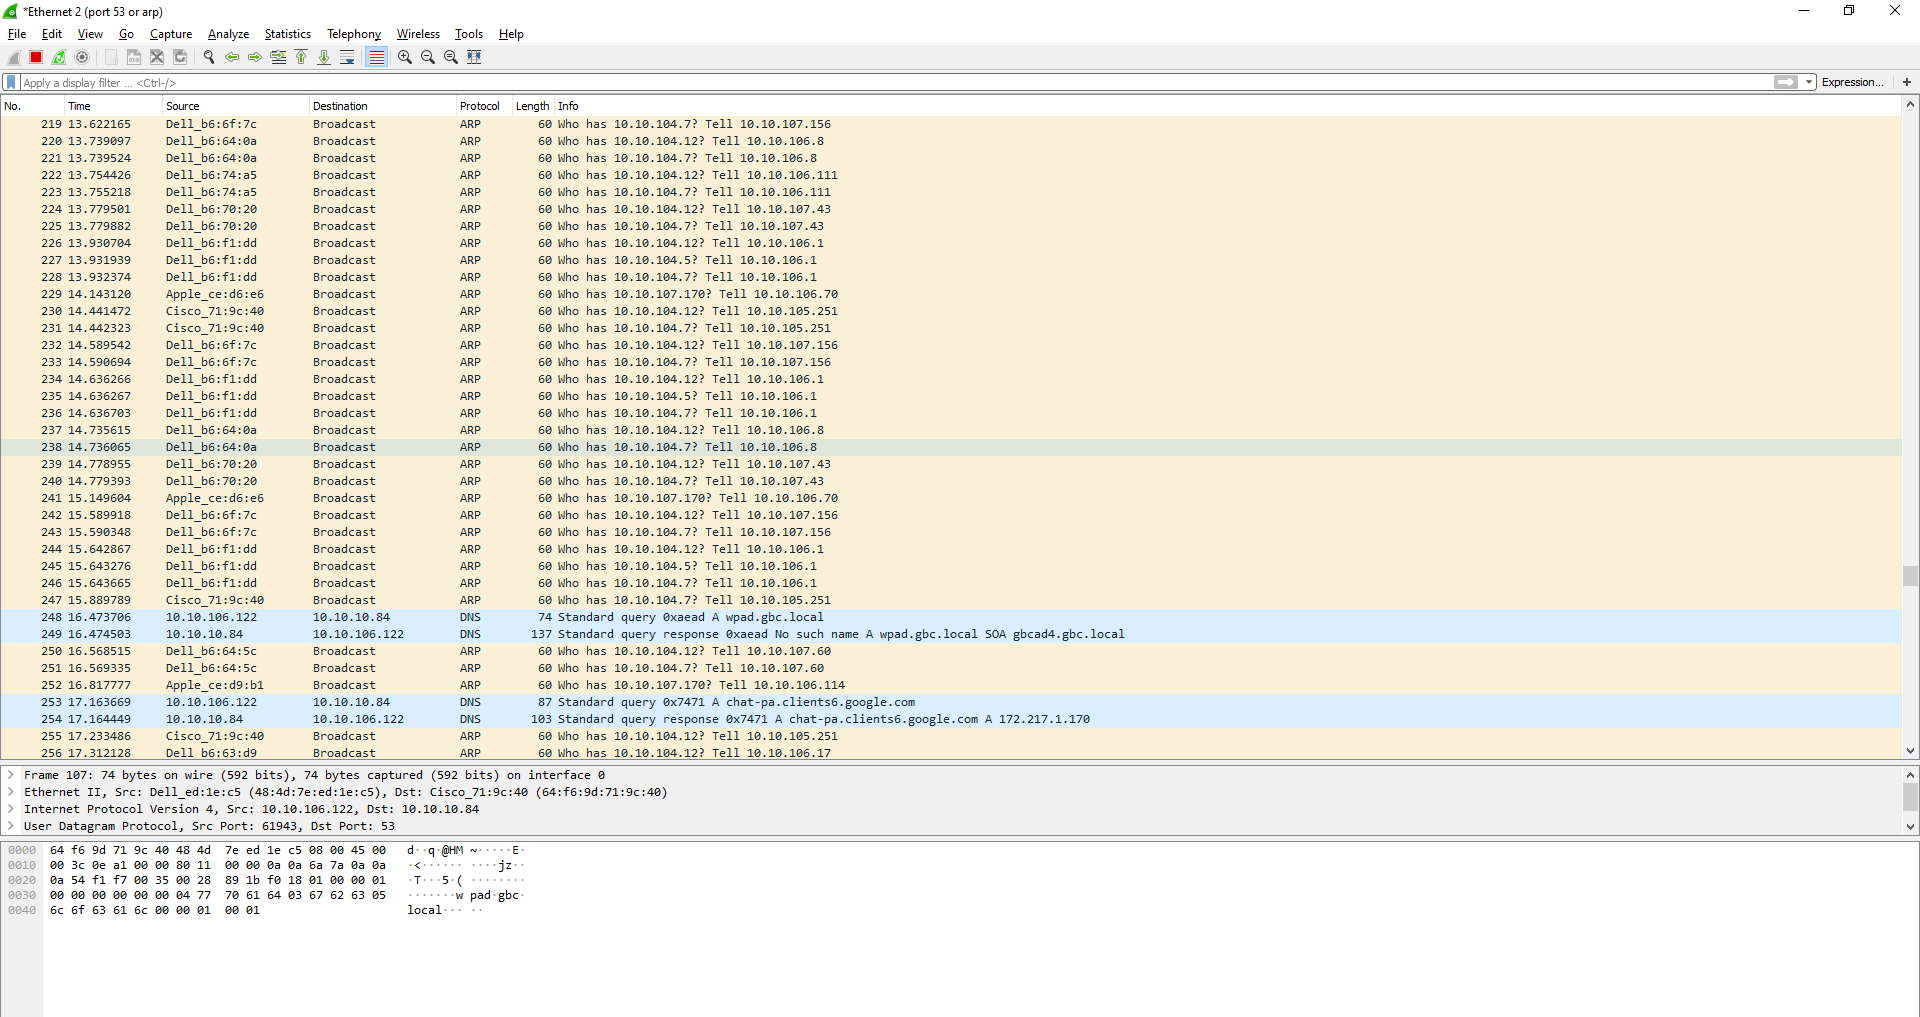 *Ethernet 2 (port 53 or arp)
File Edit View Go Capture Analyze Statistics Telephony Wireless Tools Help
Apply a display filter ... <Ctrl-/> Expression... +
No. Time Source Destination Protocol Length Info
219 13.622165 Dell_b6:6f:7c Broadcast ARP 60 Who has 10.10.104.7? Tell 10.10.107.156
220 13.739097 Dell_b6:64:0a Broadcast ARP 60 Who has 10.10.104.12? Tell 10.10.106.8
221 13.739524 Dell_b6:64:0a Broadcast ARP 60 Who has 10.10.104.7? Tell 10.10.106.8
222 13.754426 Dell_b6:74:a5 Broadcast ARP 60 Who has 10.10.104.12? Tell 10.10.106.111
223 13.755218 Dell_b6:74:a5 Broadcast ARP 60 Who has 10.10.104.7? Tell 10.10.106.111
224 13.779501 Dell_b6:70:20 Broadcast ARP 60 Who has 10.10.104.12? Tell 10.10.107.43
225 13.779882 Dell_b6:70:20 Broadcast ARP 60 Who has 10.10.104.7? Tell 10.10.107.43
226 13.930704 Dell_b6:f1:dd Broadcast ARP 60 Who has 10.10.104.12? Tell 10.10.106.1
227 13.931939 Dell_b6:f1:dd Broadcast ARP 60 Who has 10.10.104.5? Tell 10.10.106.1
228 13.932374 Dell_b6:f1:dd Broadcast ARP 60 Who has 10.10.104.7? Tell 10.10.106.1
229 14.143120 Apple_ce:d6:e6 Broadcast ARP 60 Who has 10.10.107.170? Tell 10.10.106.70
230 14.441472 Cisco_71:9c:40 Broadcast ARP 60 Who has 10.10.104.12? Tell 10.10.105.251
231 14.442323 Cisco_71:9c:40 Broadcast ARP 60 Who has 10.10.104.7? Tell 10.10.105.251
232 14.589542 Dell_b6:6f:7c Broadcast ARP 60 Who has 10.10.104.12? Tell 10.10.107.156
233 14.590694 Dell_b6:6f:7c Broadcast ARP 60 Who has 10.10.104.7? Tell 10.10.107.156
234 14.636266 Dell_b6:f1:dd Broadcast ARP 60 Who has 10.10.104.12? Tell 10.10.106.1
235 14.636267 Dell_b6:f1:dd Broadcast ARP 60 Who has 10.10.104.5? Tell 10.10.106.1
236 14.636703 Dell_b6:f1:dd Broadcast ARP 60 Who has 10.10.104.7? Tell 10.10.106.1
237 14.735615 Dell_b6:64:0a Broadcast ARP 60 Who has 10.10.104.12? Tell 10.10.106.8
238 14.736065 Dell_b6:64:0a Broadcast ARP 60 Who has 10.10.104.7? Tell 10.10.106.8
239 14.778955 Dell_b6:70:20 Broadcast ARP 60 Who has 10.10.104.12? Tell 10.10.107.43
240 14.779393 Dell_b6:70:20 Broadcast ARP 60 Who has 10.10.104.7? Tell 10.10.107.43
241 15.149604 Apple_ce:d6:e6 Broadcast ARP 60 Who has 10.10.107.170? Tell 10.10.106.70
242 15.589918 Dell_b6:6f:7c Broadcast ARP 60 Who has 10.10.104.12? Tell 10.10.107.156
243 15.590348 Dell_b6:6f:7c Broadcast ARP 60 Who has 10.10.104.7? Tell 10.10.107.156
244 15.642867 Dell_b6:f1:dd Broadcast ARP 60 Who has 10.10.104.12? Tell 10.10.106.1
245 15.643276 Dell_b6:f1:dd Broadcast ARP 60 Who has 10.10.104.5? Tell 10.10.106.1
246 15.643665 Dell_b6:f1:dd Broadcast ARP 60 Who has 10.10.104.7? Tell 10.10.106.1
247 15.889789 Cisco_71:9c:40 Broadcast ARP 60 Who has 10.10.104.7? Tell 10.10.105.251
248 16.473706 10.10.106.122 10.10.10.84 DNS 74 Standard query 0xaead A wpad.gbc.local
249 16.474503 10.10.10.84 10.10.106.122 DNS 137 Standard query response 0xaead No such name A wpad.gbc.local SOA gbcad4.gbc.local
250 16.568515 Dell_b6:64:5c Broadcast ARP 60 Who has 10.10.104.12? Tell 10.10.107.60
251 16.569335 Dell_b6:64:5c Broadcast ARP 60 Who has 10.10.104.7? Tell 10.10.107.60
252 16.817777 Apple_ce:d9:b1 Broadcast ARP 60 Who has 10.10.107.170? Tell 10.10.106.114
253 17.163669 10.10.106.122 10.10.10.84 DNS 87 Standard query 0x7471 A chat-pa.clients6.google.com
254 17.164449 10.10.10.84 10.10.106.122 DNS 103 Standard query response 0x7471 A chat-pa.clients6.google.com A 172.217.1.170
255 17.233486 Cisco_71:9c:40 Broadcast ARP 60 Who has 10.10.104.12? Tell 10.10.105.251
256 17.312128 Dell_b6:63:d9 Broadcast ARP 60 Who has 10.10.104.12? Tell 10.10.106.17
Frame 107: 74 bytes on wire (592 bits), 74 bytes captured (592 bits) on interface 0
Ethernet II, Src: Dell_ed:1e:c5 (48:4d:7e:ed:1e:c5), Dst: Cisco_71:9c:40 (64:f6:9d:71:9c:40)
Internet Protocol Version 4, Src: 10.10.106.122, Dst: 10.10.10.84
User Datagram Protocol, Src Port: 61943, Dst Port: 53
0000 64 f6 9d 71 9c 40 48 4d 7e ed 1e c5 08 00 45 00 d··q·@HM ~·····E·
0010 00 3c 0e a1 00 00 80 11 00 00 0a 0a 6a 7a 0a 0a ·<······ ····jz··
0020 0a 54 f1 f7 00 35 00 28 89 1b f0 18 01 00 00 01 ·T···5·( ········
0030 00 00 00 00 00 00 04 77 70 61 64 03 67 62 63 05 ·······w pad·gbc·
0040 6c 6f 63 61 6c 00 00 01 00 01 local··· ··